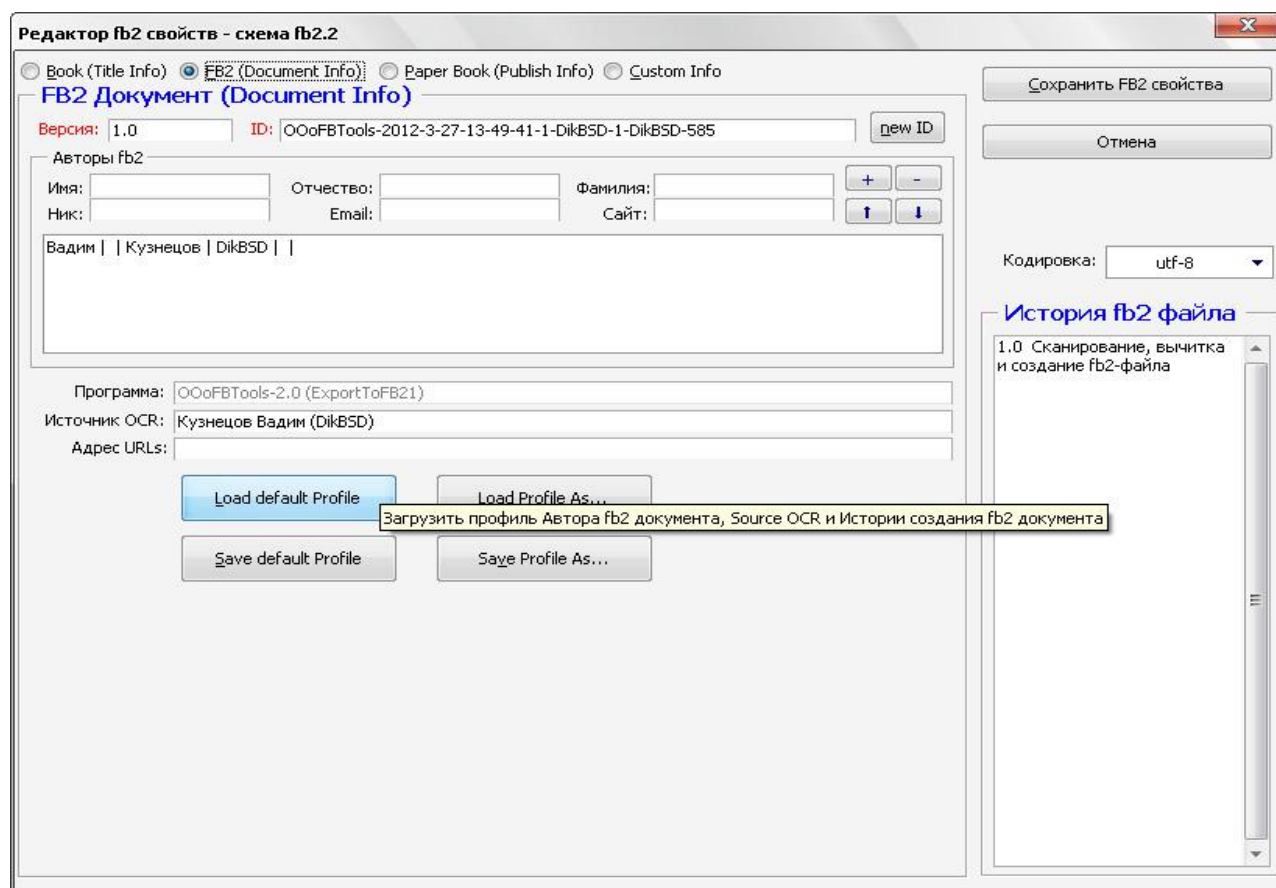 Редактор fb2 свойств - схема fb2.2
Book (Title Info) FB2 (Document Info) Paper Book (Publish Info) Custom Info
FB2 Документ (Document Info)
Версия: 1.0 ID: OOoFBTools-2012-3-27-13-49-41-1-DikBSD-1-DikBSD-585 new ID
Авторы fb2
Имя: Отчество: Фамилия: + -
Ник: Email: Сайт:
Вадим | | Кузнецов | DikBSD | |
Программа: OOoFBTools-2.0 (ExportToFB21)
Источник OCR: Кузнецов Вадим (DikBSD)
Адрес URLs:
Load default Profile Load Profile As...
Загрузить профиль Автора fb2 документа, Source OCR и Истории создания fb2 документа
Save default Profile Save Profile As...
Сохранить FB2 свойства
Отмена
Кодировка: utf-8
История fb2 файла
1.0 Сканирование, вычитка
и создание fb2-файла